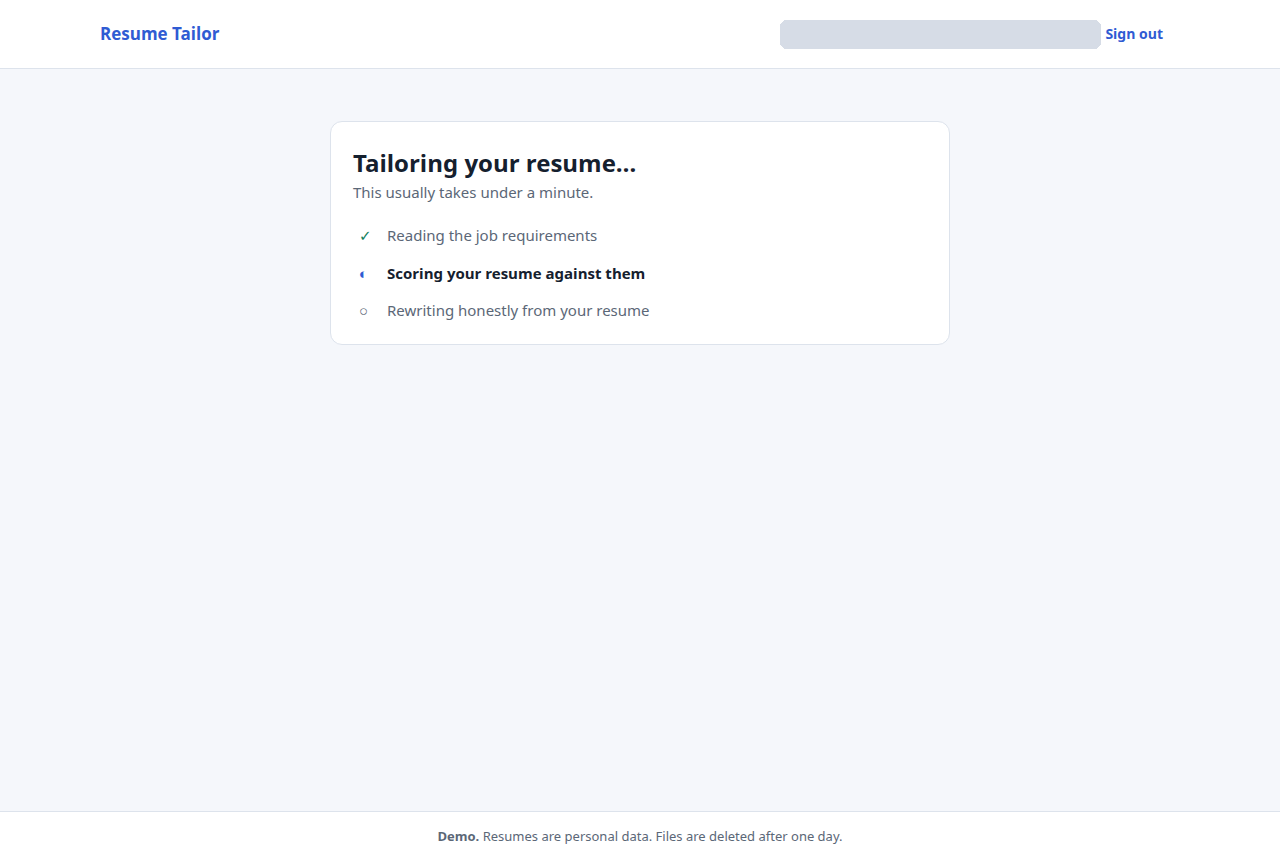 Resume Tailor
Sign out
Tailoring your resume…
This usually takes under a minute.
✓ Reading the job requirements
◖ Scoring your resume against them
○ Rewriting honestly from your resume
Demo. Resumes are personal data. Files are deleted after one day.